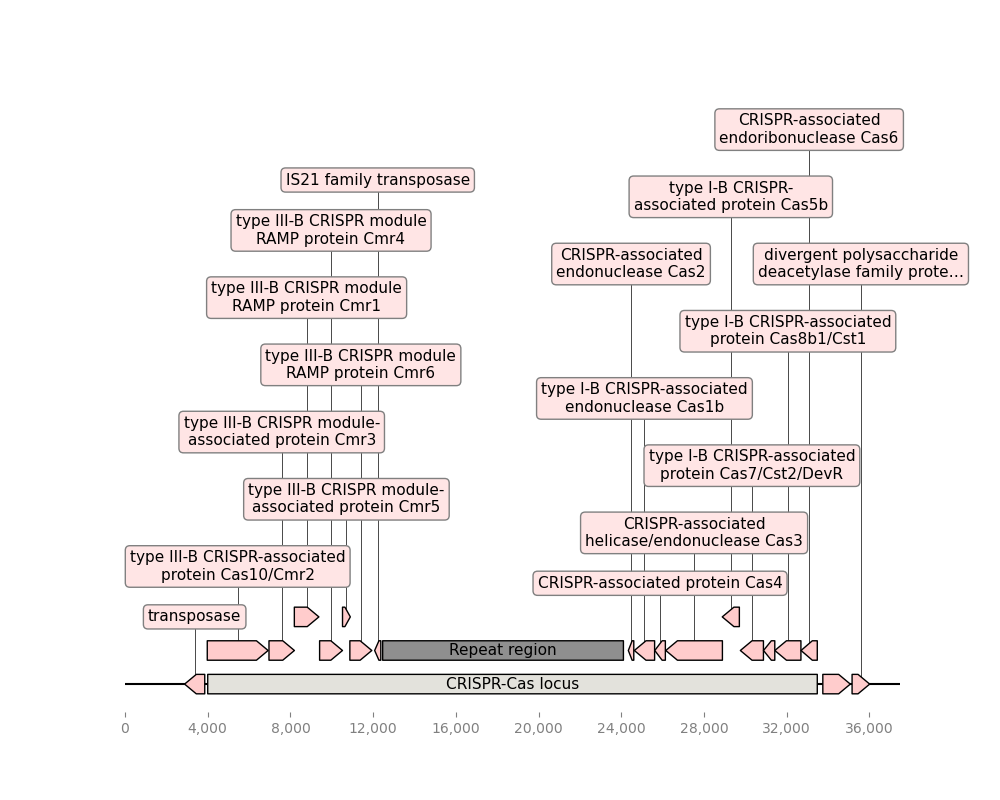 CRISPR-associated
endoribonuclease Cas6
IS21 family transposase
type I-B CRISPR-
associated protein Cas5b
type III-B CRISPR module
RAMP protein Cmr4
CRISPR-associated
endonuclease Cas2
divergent polysaccharide
deacetylase family prote…
type III-B CRISPR module
RAMP protein Cmr1
type I-B CRISPR-associated
protein Cas8b1/Cst1
type III-B CRISPR module
RAMP protein Cmr6
type I-B CRISPR-associated
endonuclease Cas1b
type III-B CRISPR module-
associated protein Cmr3
type I-B CRISPR-associated
protein Cas7/Cst2/DevR
type III-B CRISPR module-
associated protein Cmr5
CRISPR-associated
helicase/endonuclease Cas3
type III-B CRISPR-associated
protein Cas10/Cmr2
CRISPR-associated protein Cas4
transposase
Repeat region
CRISPR-Cas locus
0 4,000 8,000 12,000 16,000 20,000 24,000 28,000 32,000 36,000